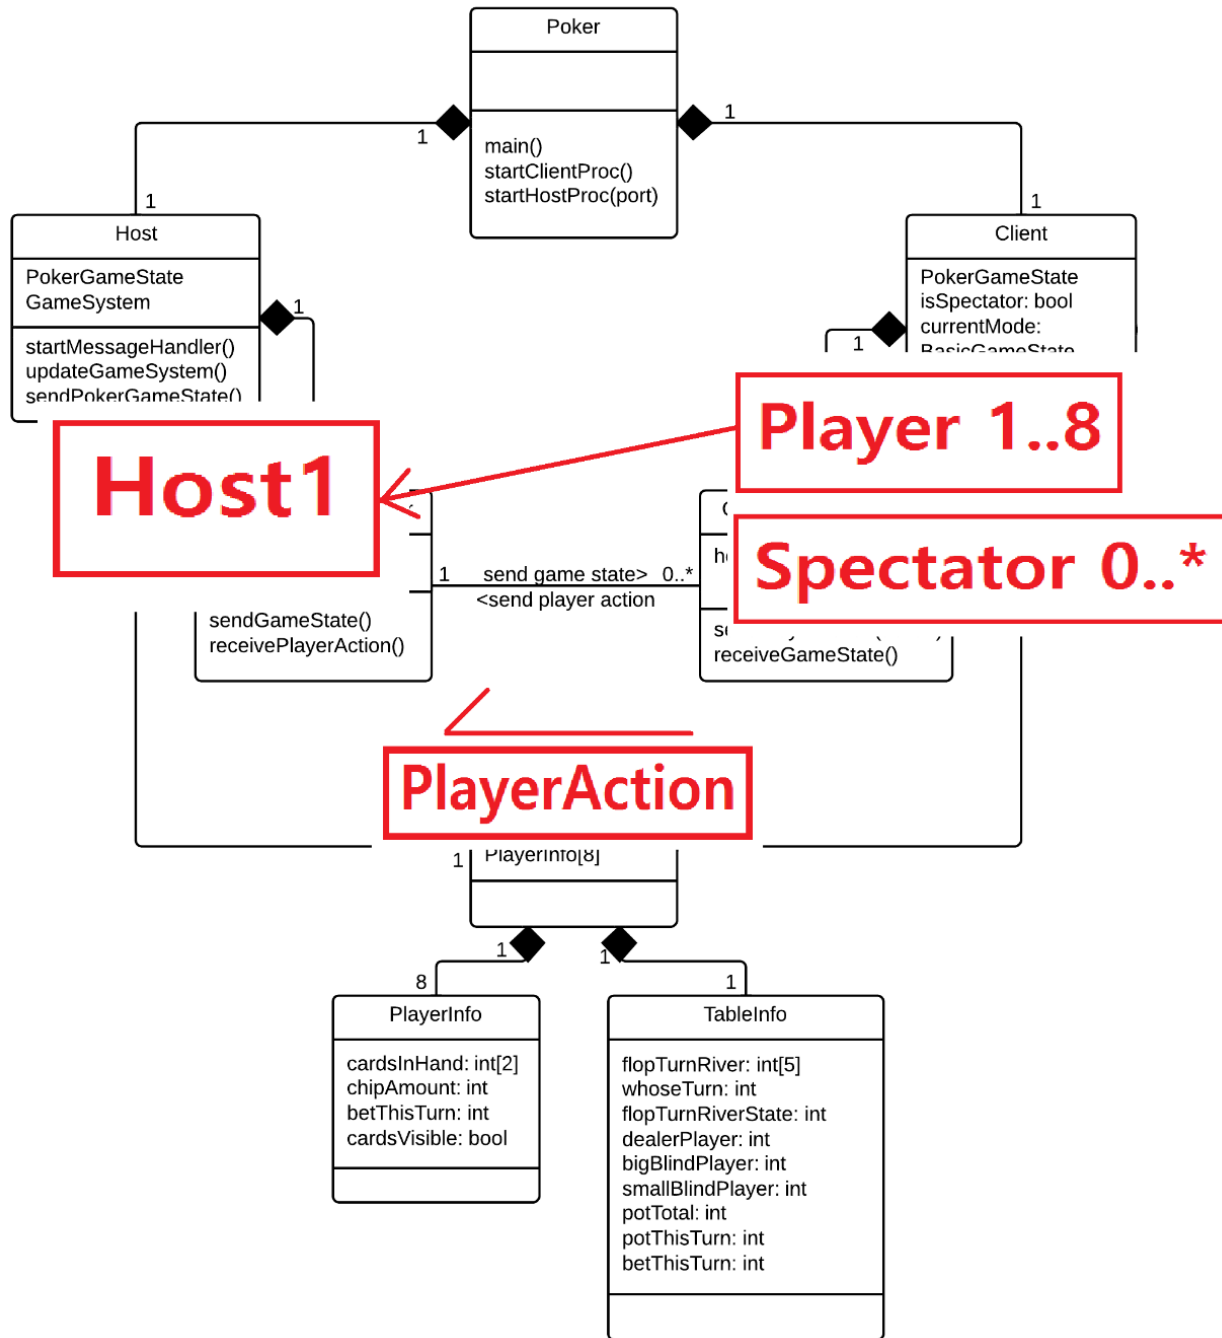 Poker
main()
startClientProc()
startHostProc(port)
1
1
1
1
Host
PokerGameState
GameSystem
startMessageHandler()
updateGameSystem()
sendPokerGameState()
1
Client
PokerGameState
isSpectator: bool
currentMode:
BasicGameState
1
Host1
Player 1..8
Spectator 0..*
1
send game state>
0..*
<send player action
sendGameState()
receivePlayerAction()
receiveGameState()
PlayerAction
1
PlayerInfo[8]
1
1
8
1
PlayerInfo
cardsInHand: int[2]
chipAmount: int
betThisTurn: int
cardsVisible: bool
TableInfo
flopTurnRiver: int[5]
whoseTurn: int
flopTurnRiverState: int
dealerPlayer: int
bigBlindPlayer: int
smallBlindPlayer: int
potTotal: int
potThisTurn: int
betThisTurn: int